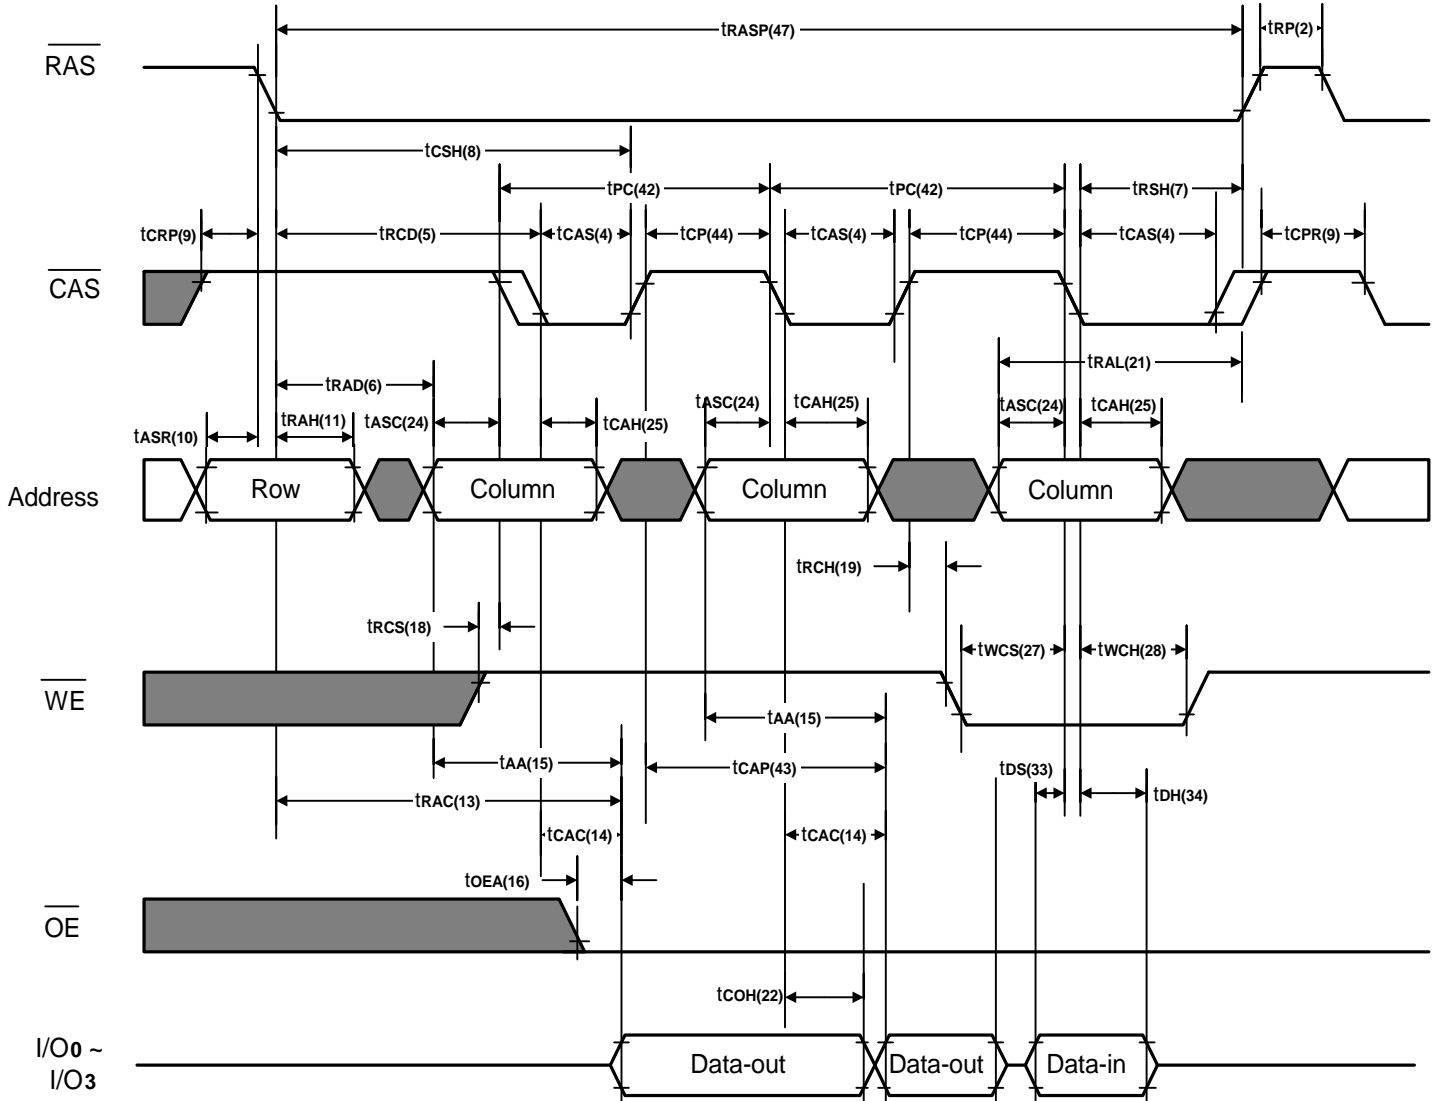 tRASP(47) tRP(2)
RAS
tCSH(8)
tPC(42) tPC(42) tRSH(7)
tCRP(9) tRCD(5) tCAS(4) tCP(44) tCAS(4) tCP(44) tCAS(4) tCPR(9)
CAS
tRAL(21)
tRAD(6)
tASR(10) tRAH(11) tASC(24) tCAH(25) tASC(24) tCAH(25) tASC(24) tCAH(25)
Address Row Column Column Column
tRCH(19)
tRCS(18) tWCS(27) tWCH(28)
WE
tAA(15)
tAA(15) tCAP(43) tDS(33)
tRAC(13) tDH(34)
tCAC(14) tCAC(14)
tOEA(16)
OE
tCOH(22)
I/O0 ~
I/O3
Data-out Data-out Data-in